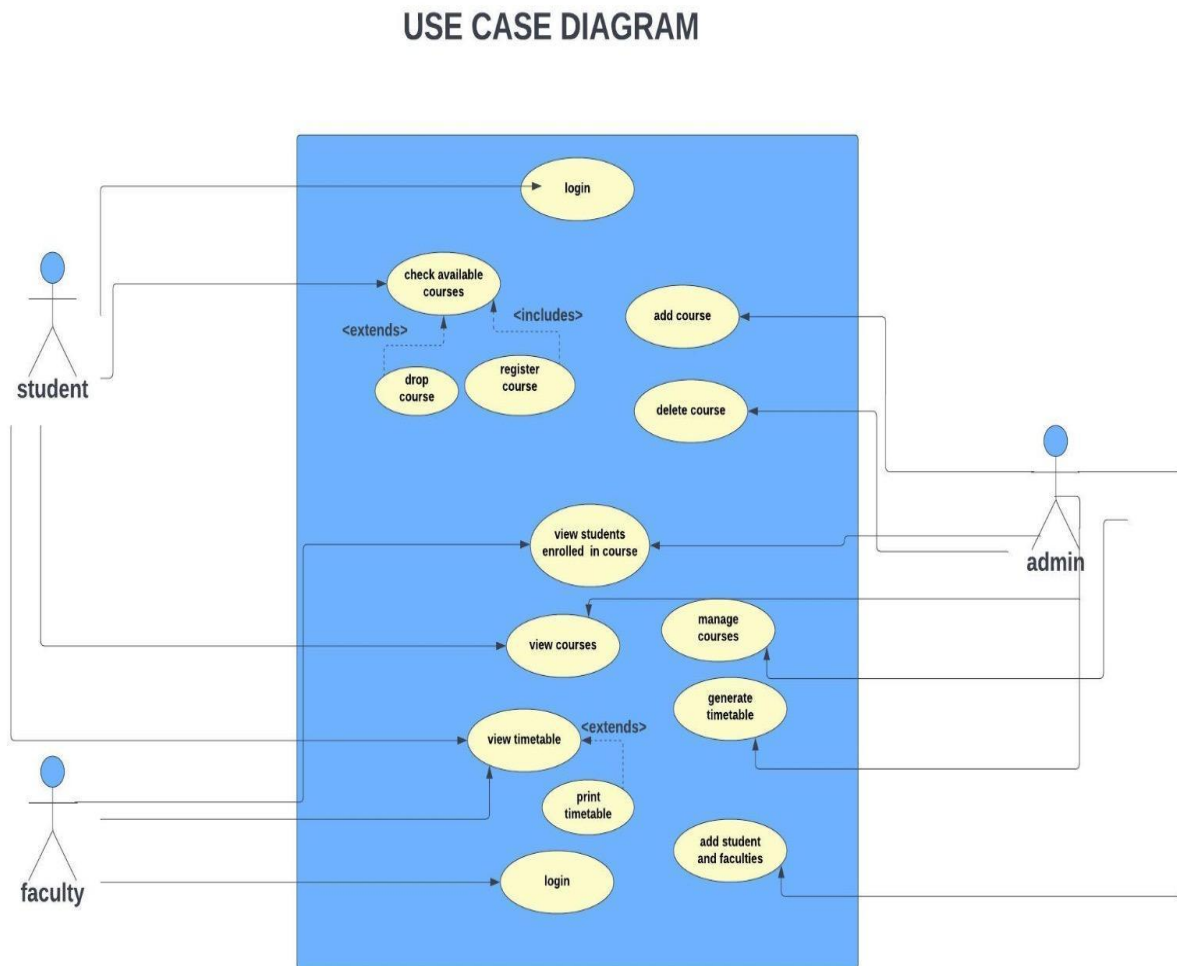 USE CASE DIAGRAM
login
check available
courses
<extends>
<includes>
add course
drop
course
register
course
student
delete course
view students
enrolled in course
admin
manage
courses
view courses
generate
timetable
<extends>
view timetable
print
timetable
add student
and faculties
login
faculty